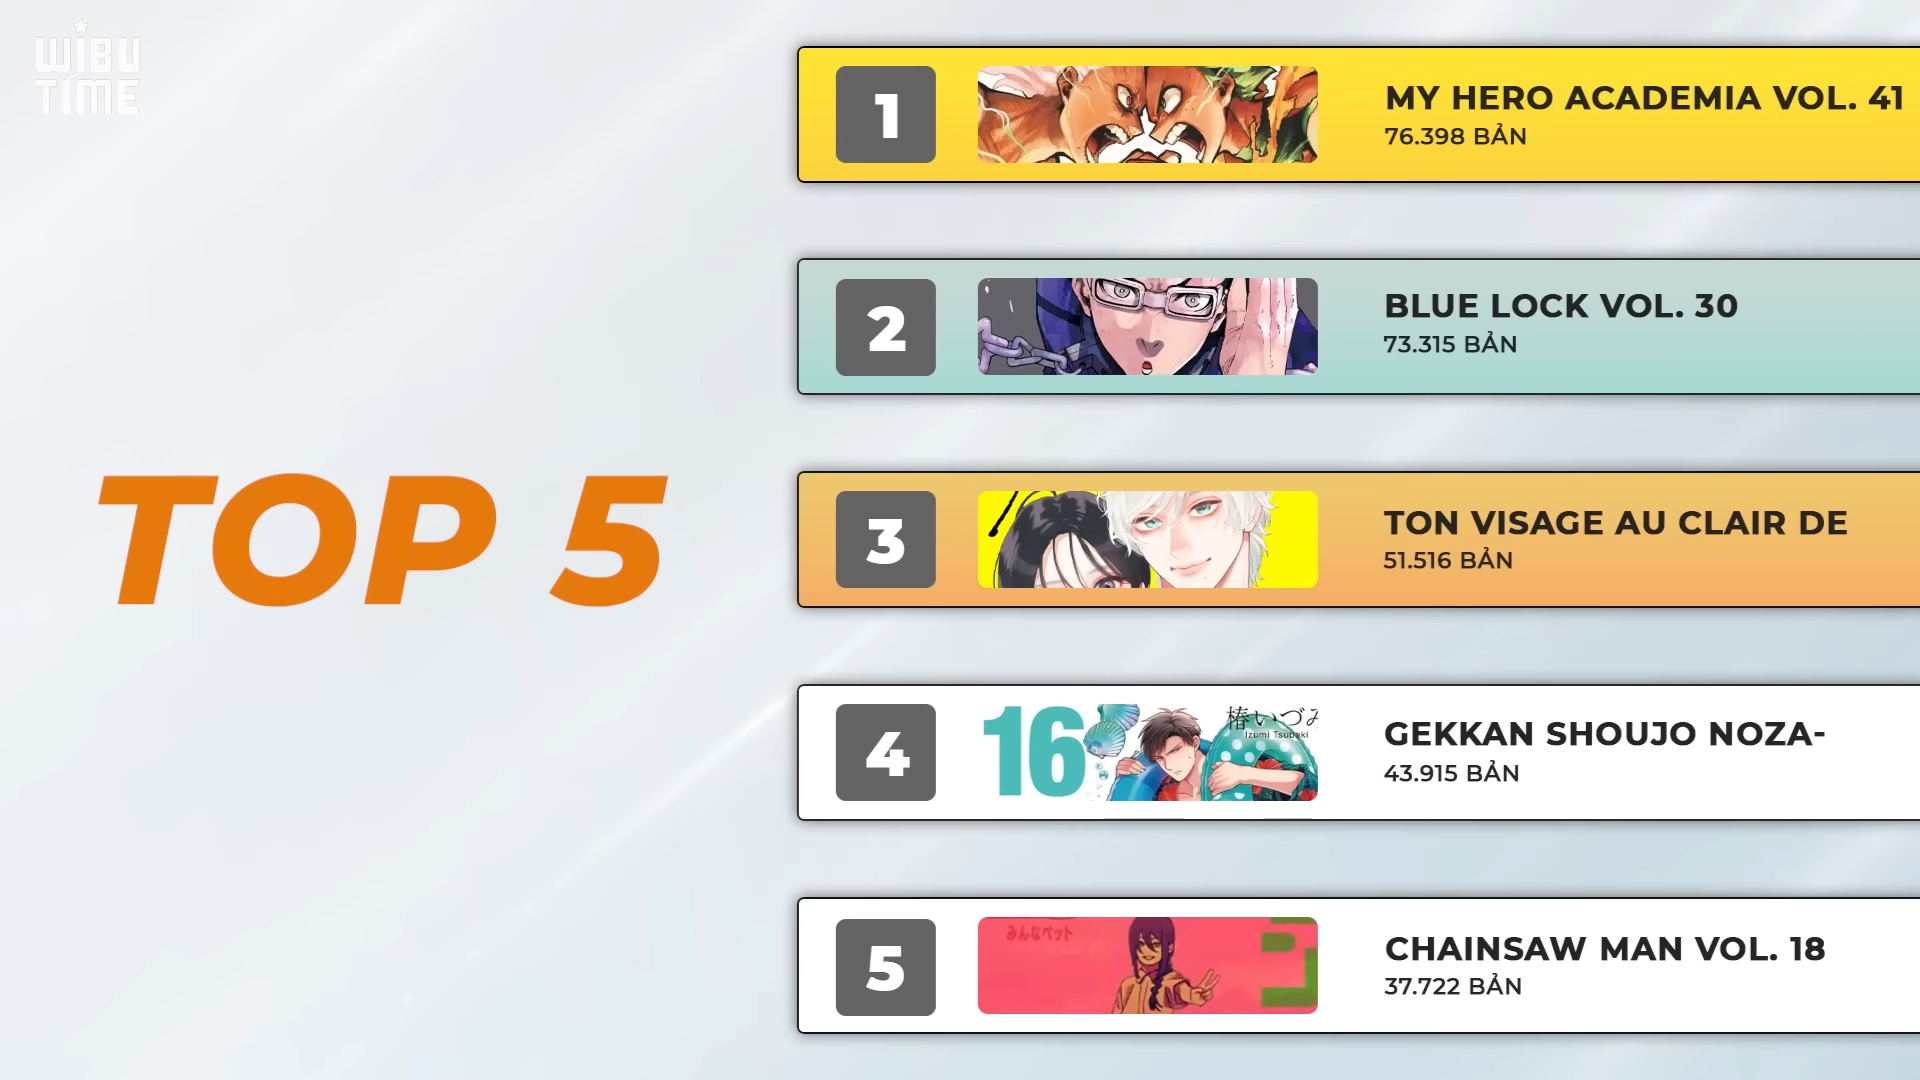 WIBU
TIME
TOP 5
1
MY HERO ACADEMIA VOL. 41
76.398 BẢN
2
BLUE LOCK VOL. 30
73.315 BẢN
3
TON VISAGE AU CLAIR DE
51.516 BẢN
4
16
椿いづみ
Izumi Tsubaki
GEKKAN SHOUJO NOZA-
43.915 BẢN
5
みんなペット
CHAINSAW MAN VOL. 18
37.722 BẢN